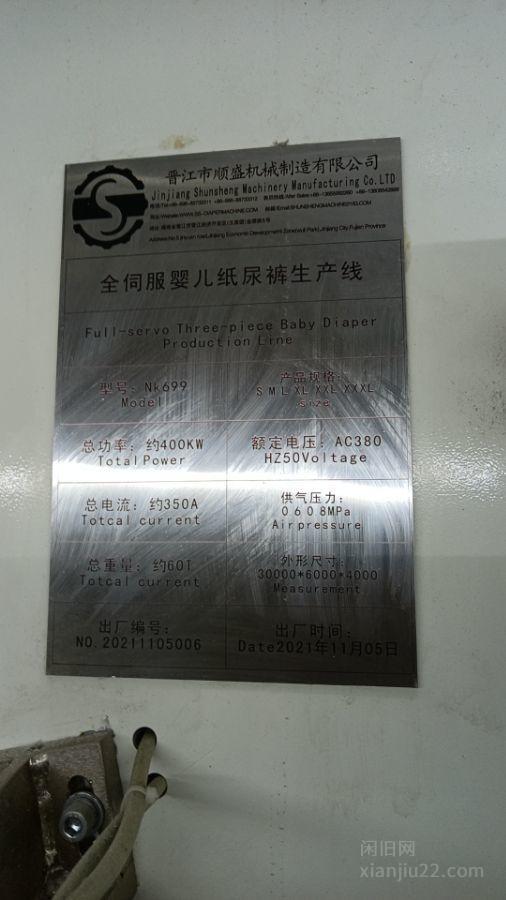 晋江市顺盛机械制造有限公司
Jinjiang Shunsheng Machinery Manufacturing Co.LTD
全伺服婴儿纸尿裤生产线
Full-servo Three-piece Baby Diaper
Production Line
型号：Nk699
Model
产品规格：
S M L XL XXL XXXL
Size
总功率：约400KW
Total Power
额定电压：AC380
HZ50Voltage
总电流：约350A
Totcal current
供气压力：
0 6 0 8MPa
Air pressure
总重量：约60T
Totcal current
外形尺寸：
30000*6000*4000
Measurement
出厂编号：
NO.20211105006
出厂时间：
Date2021年11月05日
闲旧网
xianjiu22.com